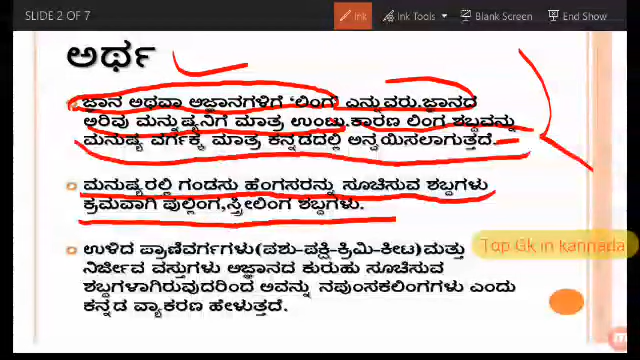 SLIDE 2 OF 7
Ink
Ink Tools
Blank Screen
End Show
ಅರ್ಥ
ಜ್ಞಾನ ಅಥವಾ ಅಜ್ಞಾನಗಳಿಗೆ 'ಲಿಂಗ' ಎನ್ನುವರು.ಜ್ಞಾನದ
ಅರಿವು ಮನ್ನುಷ್ಯನಿಗೆ ಮಾತ್ರ ಉಂಟು.ಕಾರಣ ಲಿಂಗ ಶಬ್ದವನ್ನು
ಮನುಷ್ಯ ವರ್ಗಕ್ಕೆ ಮಾತ್ರ ಕನ್ನಡದಲ್ಲಿ ಅನ್ವಯಿಸಲಾಗುತ್ತದೆ.
ಮನುಷ್ಯರಲ್ಲಿ ಗಂಡಸು ಹೆಂಗಸರನ್ನು ಸೂಚಿಸುವ ಶಬ್ದಗಳು
ಕ್ರಮವಾಗಿ ಪುಲ್ಲಿಂಗ,ಸ್ತ್ರೀಲಿಂಗ ಶಬ್ದಗಳು.
ಉಳಿದ ಪ್ರಾಣಿವರ್ಗಗಳು(ಪಶು-ಪಕ್ಷಿ-ಕ್ರಿಮಿ-ಕೀಟ)ಮತ್ತು
ನಿರ್ಜೀವ ವಸ್ತುಗಳು ಅಜ್ಞಾನದ ಕುರುಹು ಸೂಚಿಸುವ
ಶಬ್ದಗಳಾಗಿರುವುದರಿಂದ ಅವನ್ನು ನಪುಂಸಕಲಿಂಗಗಳು ಎಂದು
ಕನ್ನಡ ವ್ಯಾಕರಣ ಹೇಳುತ್ತದೆ.
Top Gk in kannada